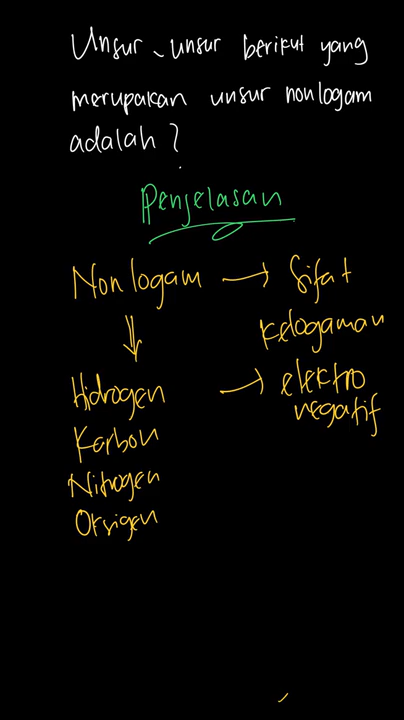 Unsur-unsur berikut yang
merupakan unsur nonlogam
adalah?
Penjelasan
Nonlogam → Sifat
kelogaman
⇓
Hidrogen → elektro
negatif
Karbon
Nitrogen
Oksigen